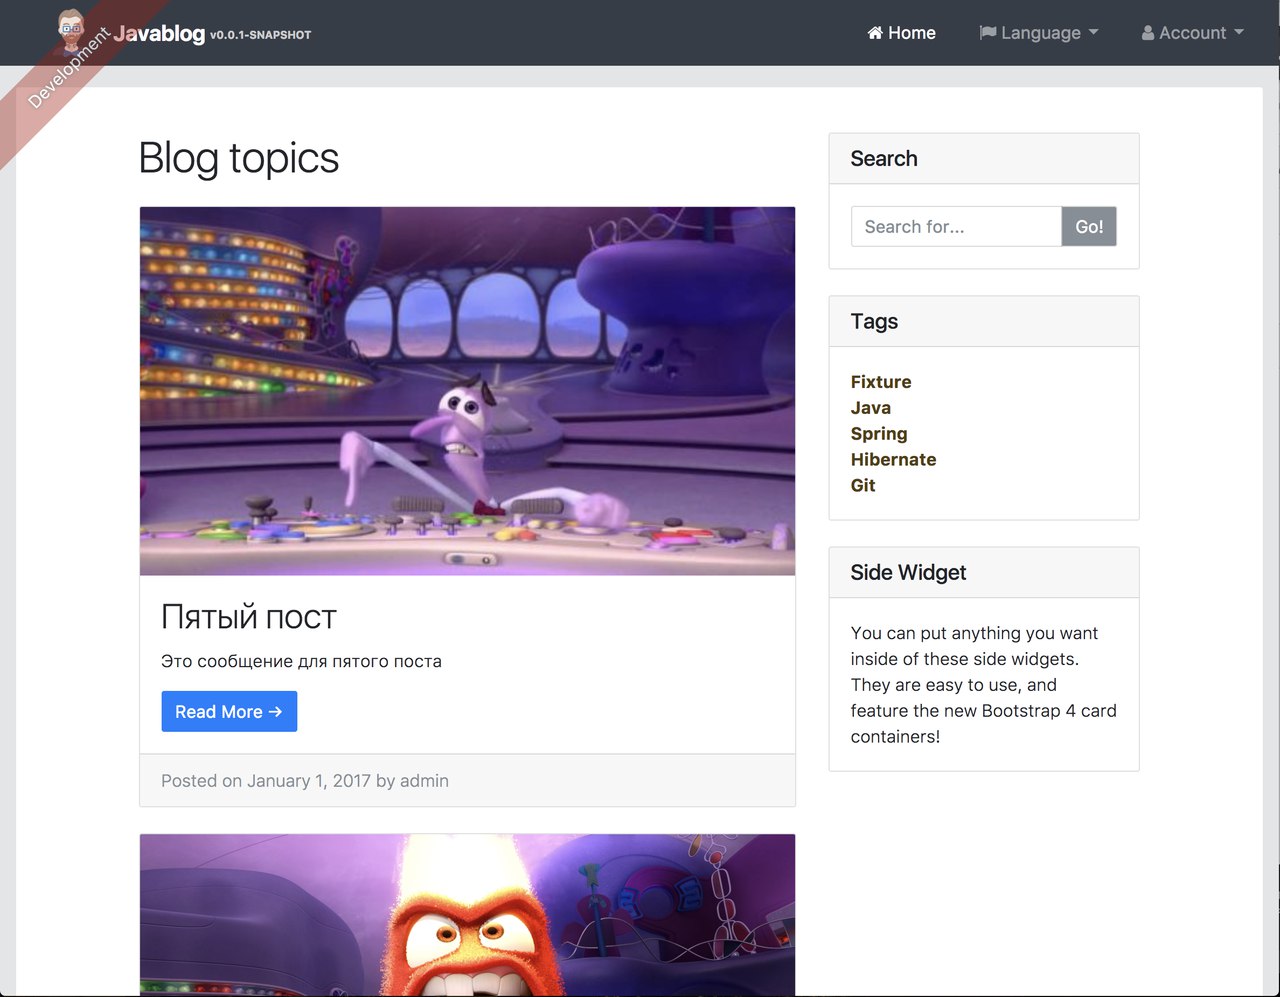 Development
Javablog v0.0.1-SNAPSHOT
Home
Language
Account
Blog topics
Пятый пост
Это сообщение для пятого поста
Read More →
Posted on January 1, 2017 by admin
Search
Search for...
Go!
Tags
Fixture
Java
Spring
Hibernate
Git
Side Widget
You can put anything you want
inside of these side widgets.
They are easy to use, and
feature the new Bootstrap 4 card
containers!